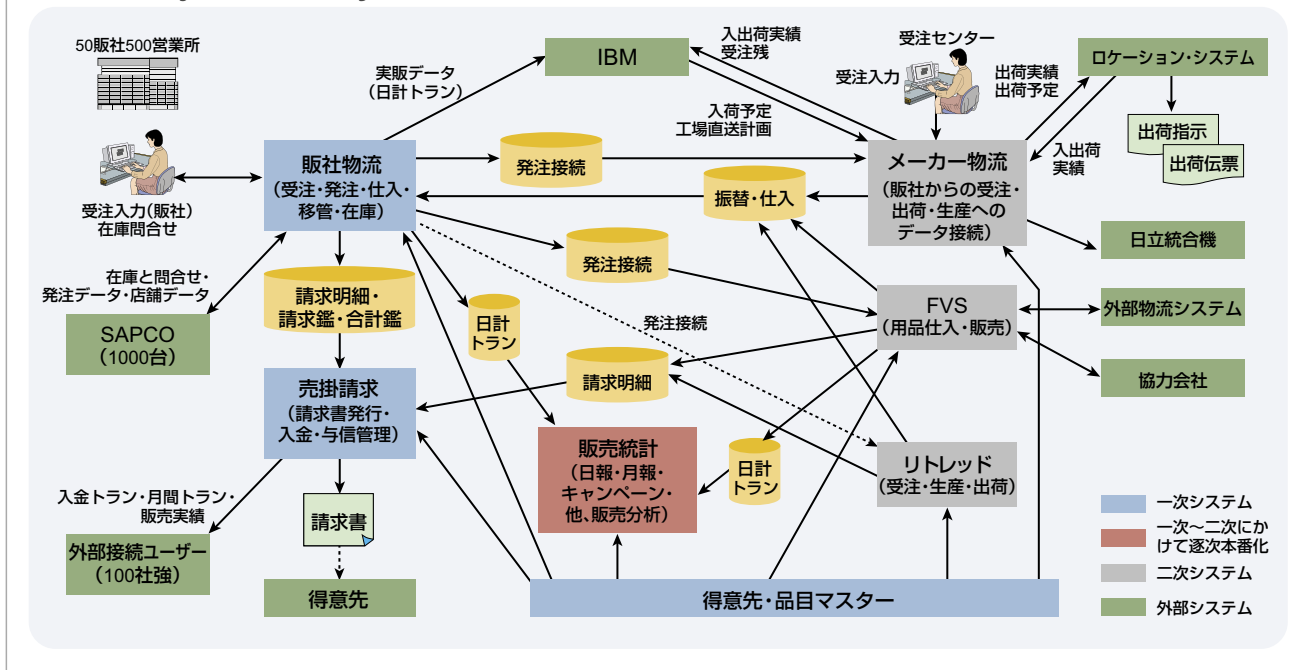 50販社500営業所
受注入力(販社)
在庫問合せ
実販データ
(日計トラン)
IBM
入出荷実績
受注残
入荷予定
工場直送計画
受注センター
受注入力
出荷実績
出荷予定
ロケーション・システム
出荷指示
出荷伝票
入出荷
実績
販社物流
(受注・発注・仕入・
移管・在庫)
発注接続
振替・仕入
メーカー物流
(販社からの受注・
出荷・生産への
データ接続)
日立統合機
発注接続
在庫と問合せ・
発注データ・店舗データ
請求明細・
請求鑑・合計鑑
日計
トラン
発注接続
FVS
(用品仕入・販売)
外部物流システム
SAPCO
(1000台)
協力会社
請求明細
売掛請求
(請求書発行・
入金・与信管理)
販売統計
(日報・月報・
キャンペーン・
他、販売分析)
日計
トラン
リトレッド
(受注・生産・出荷)
入金トラン・月間トラン・
販売実績
請求書
外部接続ユーザー
(100社強)
得意先
得意先・品目マスター
一次システム
一次〜二次にか
けて逐次本番化
二次システム
外部システム